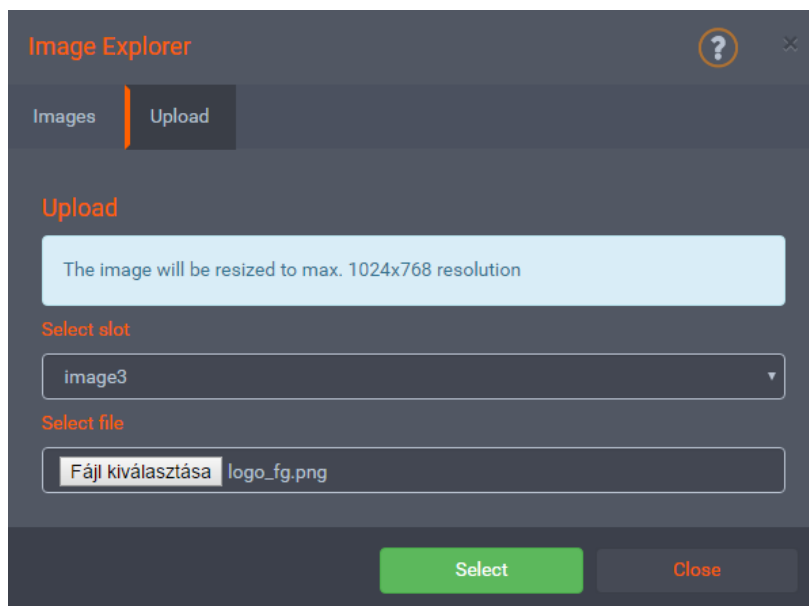 Image Explorer
?
×
Images
Upload
Upload
The image will be resized to max. 1024x768 resolution
Select slot
image3
Select file
Fájl kiválasztása logo_fg.png
Select
Close